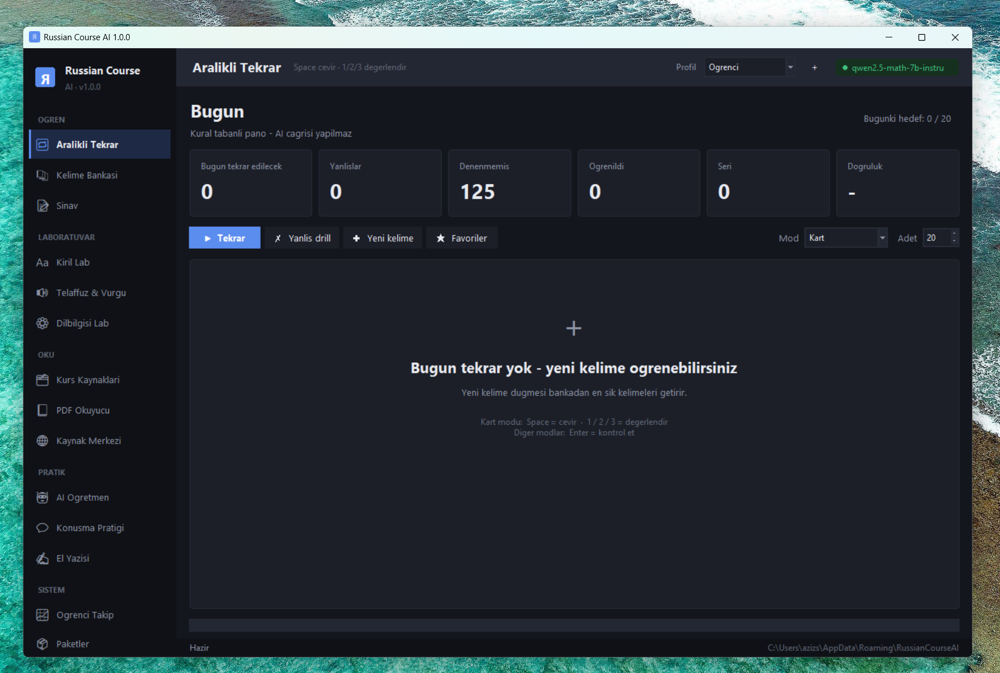 Russian Course AI 1.0.0
Я
Russian Course
AI · v1.0.0
OGREN
Aralikli Tekrar
Kelime Bankasi
Sinav
LABORATUVAR
Aa Kiril Lab
Telaffuz & Vurgu
Dilbilgisi Lab
OKU
Kurs Kaynaklari
PDF Okuyucu
Kaynak Merkezi
PRATIK
AI Ogretmen
Konusma Pratigi
El Yazisi
SISTEM
Ogrenci Takip
Paketler
Aralikli Tekrar
Space cevir · 1/2/3 degerlendir
Profil
Ogrenci
+
qwen2.5-math-7b-instru
Bugun
Kural tabanli pano - AI cagrisi yapilmaz
Bugunki hedef: 0 / 20
Bugun tekrar edilecek
0
Yanlislar
0
Denenmemis
125
Ogrenildi
0
Seri
0
Dogruluk
-
Tekrar
Yanlis drill
Yeni kelime
Favoriler
Mod
Kart
Adet
20
Bugun tekrar yok - yeni kelime ogrenebilirsiniz
Yeni kelime dugmesi bankadan en sik kelimeleri getirir.
Kart modu: Space = cevir · 1 / 2 / 3 = degerlendir
Diger modlar: Enter = kontrol et
Hazir
C:\Users\azizs\AppData\Roaming\RussianCourseAI